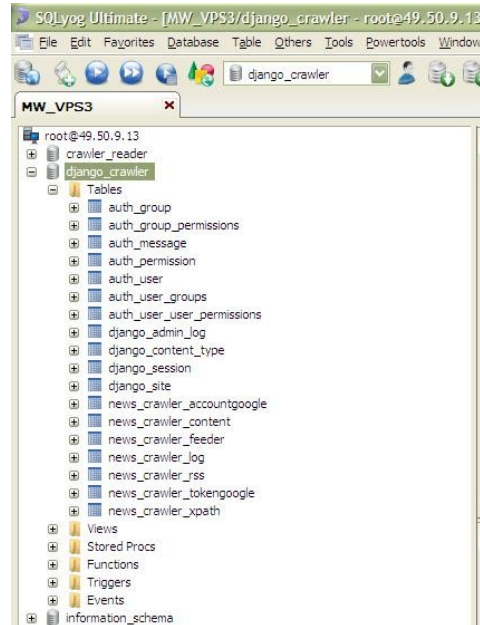 SQLyog Ultimate - [MW_VPS3/django_crawler - root@49.50.9.13
File Edit Favorites Database Table Others Tools Powertools Window
django_crawler
MW_VPS3
root@49.50.9.13
crawler_reader
django_crawler
Tables
auth_group
auth_group_permissions
auth_message
auth_permission
auth_user
auth_user_groups
auth_user_user_permissions
django_admin_log
django_content_type
django_session
django_site
news_crawler_accountgoogle
news_crawler_content
news_crawler_feeder
news_crawler_log
news_crawler_rss
news_crawler_tokengoogle
news_crawler_xpath
Views
Stored Procs
Functions
Triggers
Events
information_schema